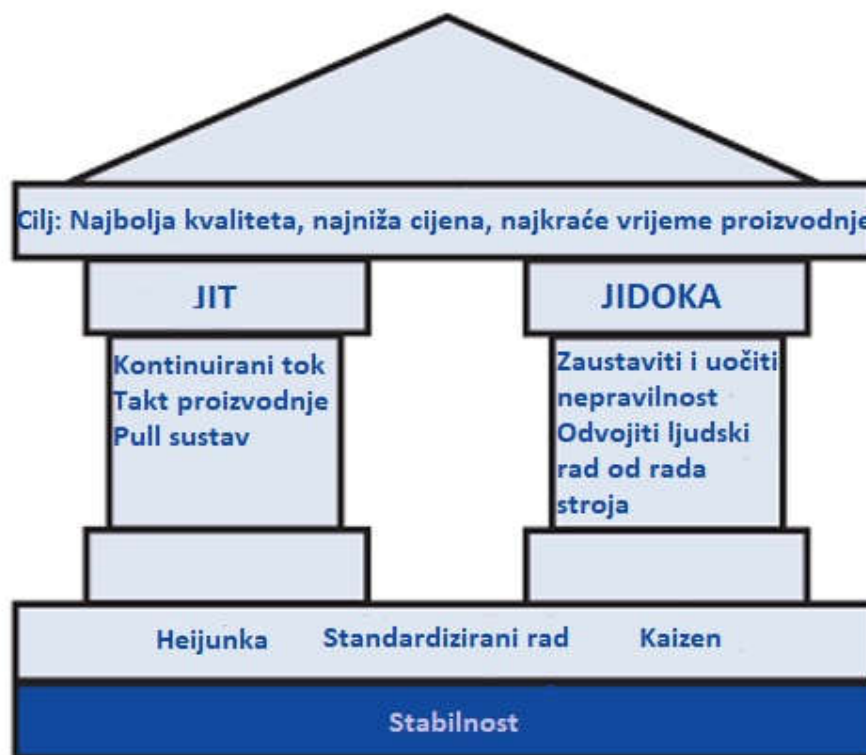 Cilj: Najbolja kvaliteta, najniža cijena, najkraće vrijeme proizvodnje
JIT
Kontinuirani tok
Takt proizvodnje
Pull sustav
JIDOKA
Zaustaviti i uočiti
nepravilnost
Odvojiti ljudski
rad od rada
stroja
Heijunka Standardizirani rad Kaizen
Stabilnost